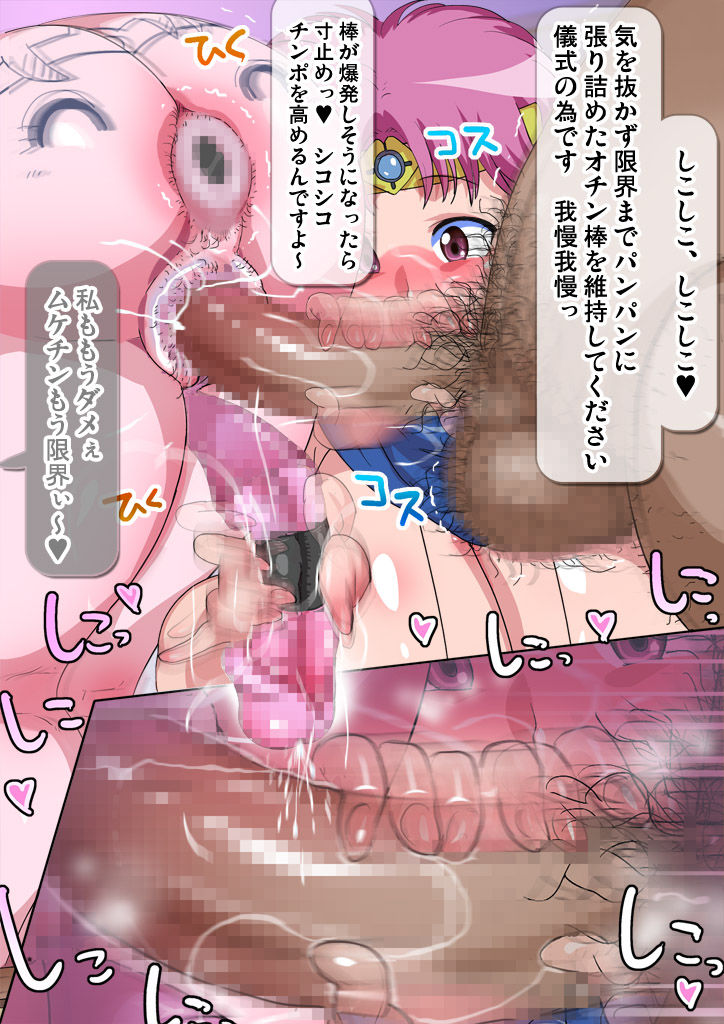 しこしこ、しこしこ♥
気を抜かず限界までパンパンに
張り詰めたオチン棒を維持してください
儀式の為です　我慢我慢っ
棒が爆発しそうになったら
寸止めっ♥　シコシコ
チンポを高めるんですよ～
ひく
コス
私ももうダメぇ
ムケチンもう限界ぃ～♥
ひく
コス
しこっ
しこっ
しこっ
しこ
しこっ
しこ
しこっ